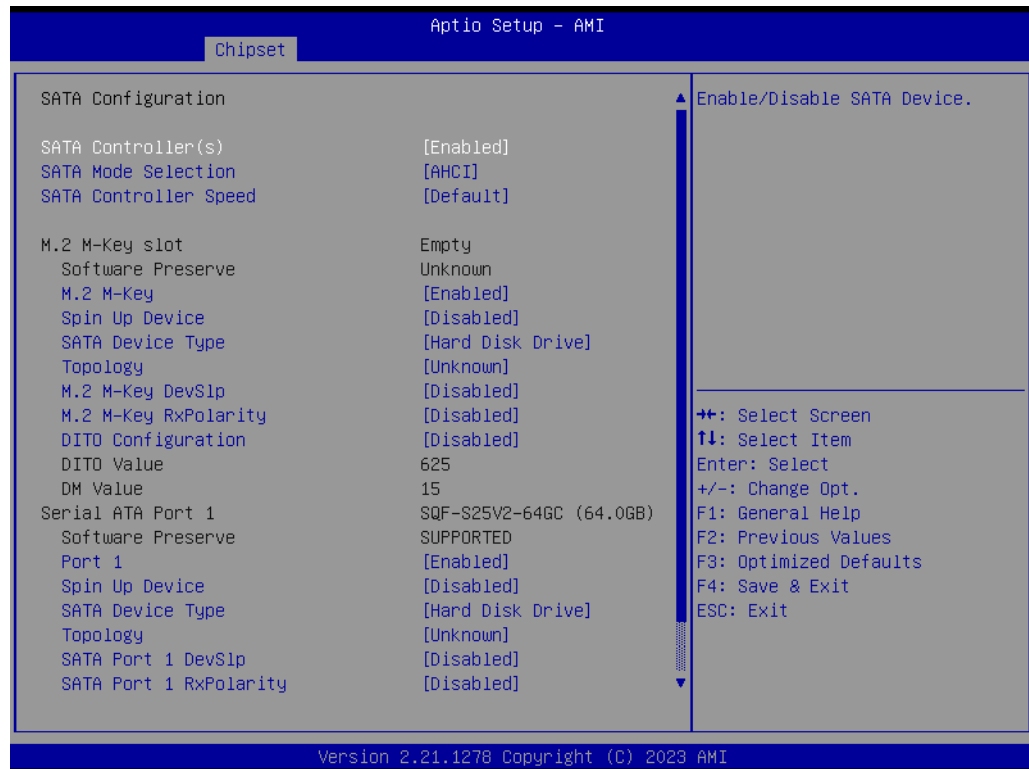 Aptio Setup – AMI
Chipset
SATA Configuration
SATA Controller(s) [Enabled]
SATA Mode Selection [AHCI]
SATA Controller Speed [Default]
M.2 M-Key slot Empty
Software Preserve Unknown
M.2 M-Key [Enabled]
Spin Up Device [Disabled]
SATA Device Type [Hard Disk Drive]
Topology [Unknown]
M.2 M-Key DevSlp [Disabled]
M.2 M-Key RxPolarity [Disabled]
DITO Configuration [Disabled]
DITO Value 625
DM Value 15
Serial ATA Port 1 SQF-S25V2-64GC (64.0GB)
Software Preserve SUPPORTED
Port 1 [Enabled]
Spin Up Device [Disabled]
SATA Device Type [Hard Disk Drive]
Topology [Unknown]
SATA Port 1 DevSlp [Disabled]
SATA Port 1 RxPolarity [Disabled]
Enable/Disable SATA Device.
→←: Select Screen
↑↓: Select Item
Enter: Select
+/-: Change Opt.
F1: General Help
F2: Previous Values
F3: Optimized Defaults
F4: Save & Exit
ESC: Exit
Version 2.21.1278 Copyright (C) 2023 AMI